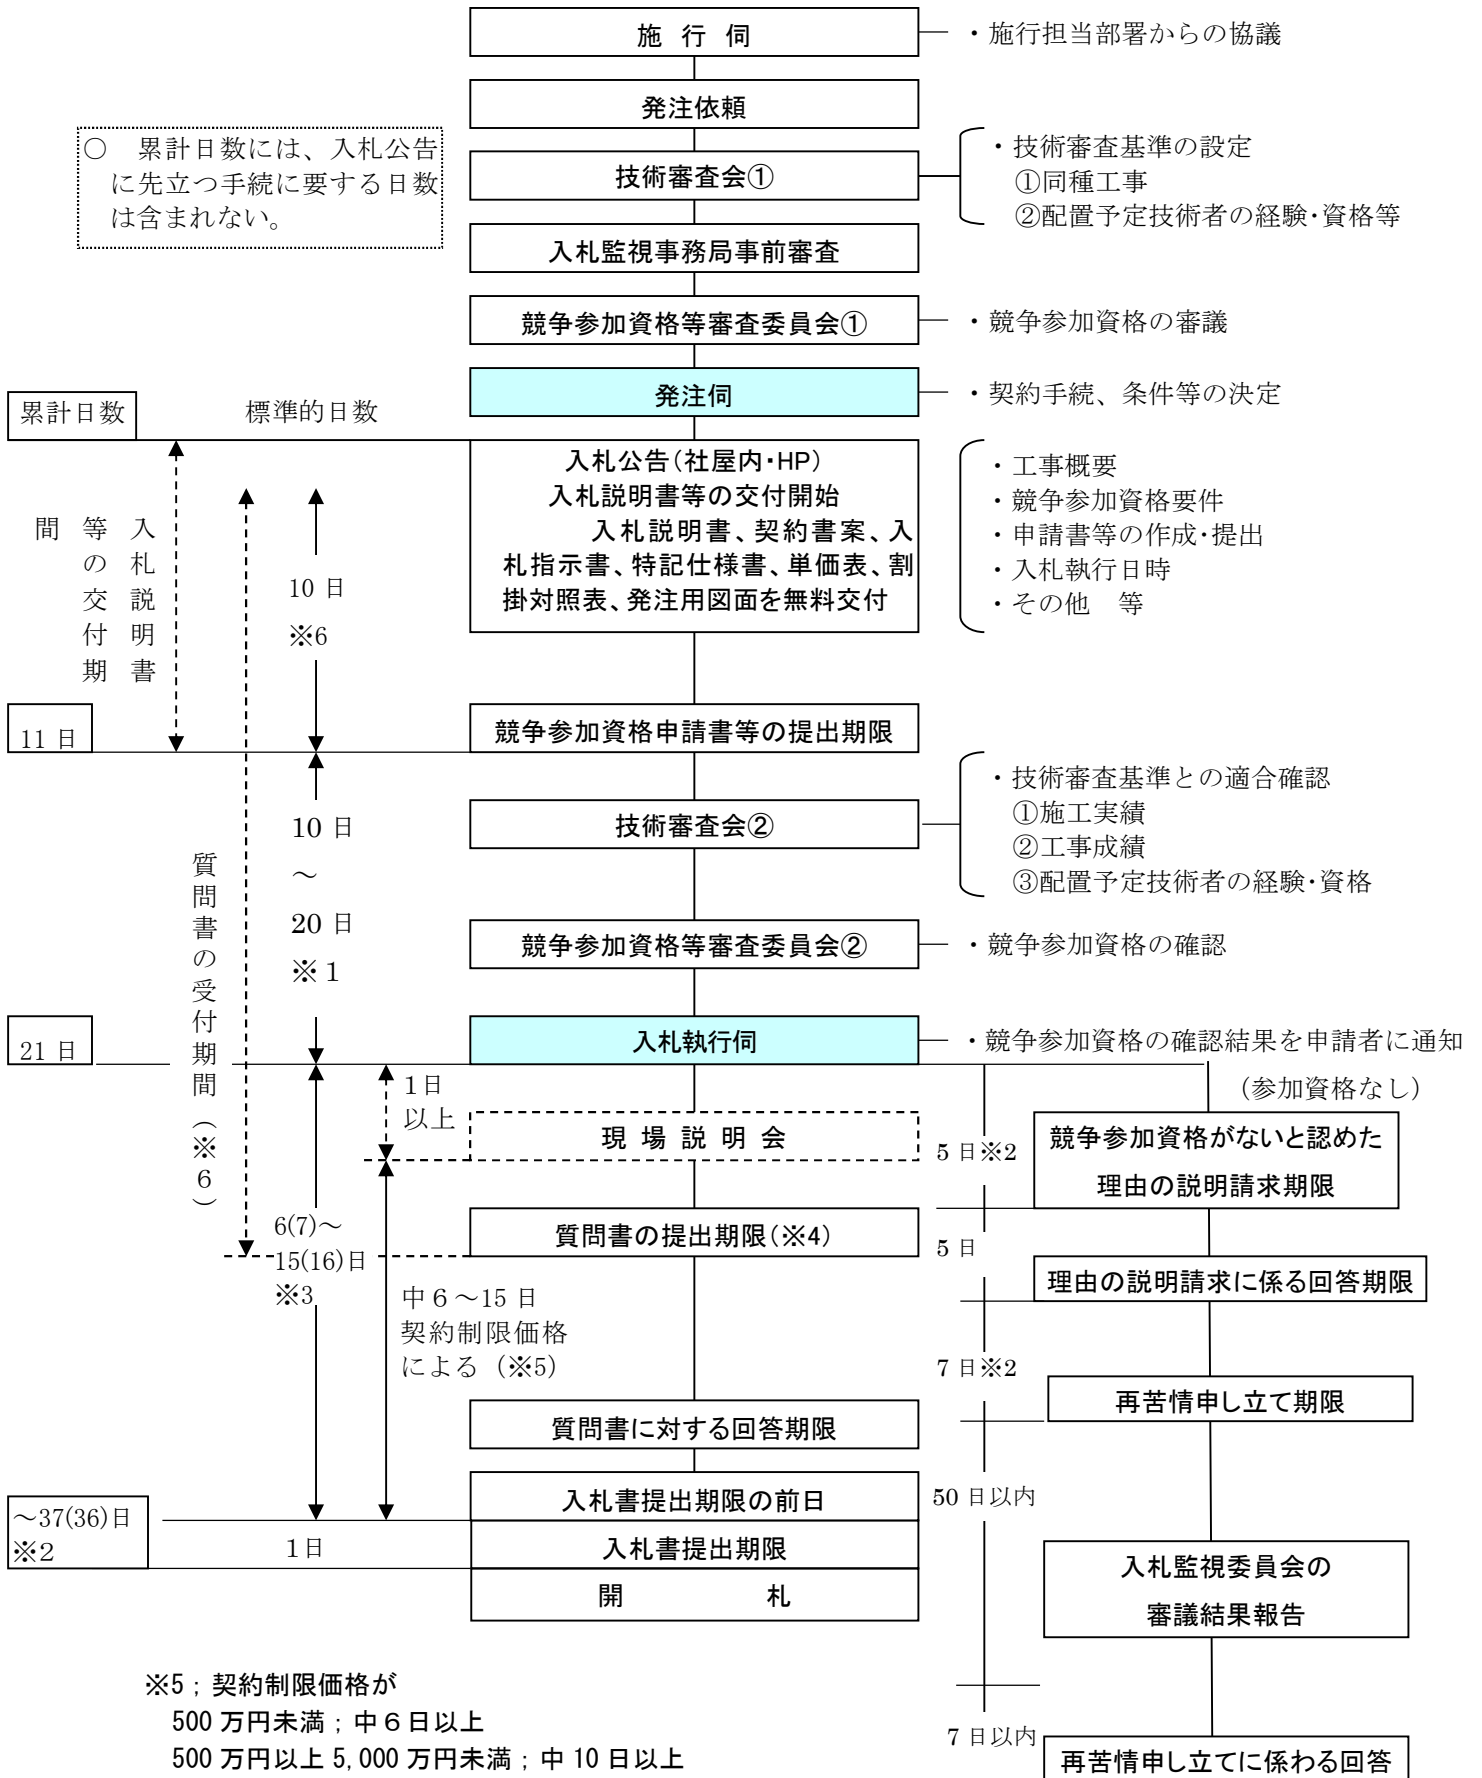 施 行 伺
・施行担当部署からの協議
発注依頼
○ 累計日数には、入札公告
に先立つ手続に要する日数
は含まれない。
技術審査会①
・技術審査基準の設定
①同種工事
②配置予定技術者の経験・資格等
入札監視事務局事前審査
競争参加資格等審査委員会①
・競争参加資格の審議
発注伺
・契約手続、条件等の決定
累計日数
標準的日数
入札公告(社屋内・HP)
入札説明書等の交付開始
入札説明書、契約書案、入
札指示書、特記仕様書、単価表、割
掛対照表、発注用図面を無料交付
・工事概要
・競争参加資格要件
・申請書等の作成・提出
・入札執行日時
・その他 等
入札説明書
等の交付期
間
10 日
※6
11 日
競争参加資格申請書等の提出期限
10 日
～
20 日
※１
質問書の受付期間（※６）
技術審査会②
・技術審査基準との適合確認
①施工実績
②工事成績
③配置予定技術者の経験・資格
競争参加資格等審査委員会②
・競争参加資格の確認
21 日
入札執行伺
・競争参加資格の確認結果を申請者に通知
（参加資格なし）
1日
以上
現 場 説 明 会
5 日※2
競争参加資格がないと認めた
理由の説明請求期限
6(7)～
15(16)日
※3
質問書の提出期限(※4)
5 日
理由の説明請求に係る回答期限
中６～15 日
契約制限価格
による（※5）
7 日※2
再苦情申し立て期限
質問書に対する回答期限
入札書提出期限の前日
50 日以内
～37(36)日
※2
1日
入札書提出期限
開 札
入札監視委員会の
審議結果報告
※5；契約制限価格が
500 万円未満；中６日以上
500 万円以上 5,000 万円未満；中 10 日以上
7 日以内
再苦情申し立てに係わる回答